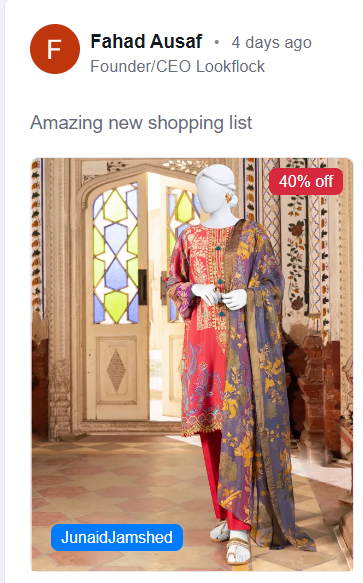 F
Fahad Ausaf • 4 days ago
Founder/CEO Lookflock
Amazing new shopping list
40% off
JunaidJamshed